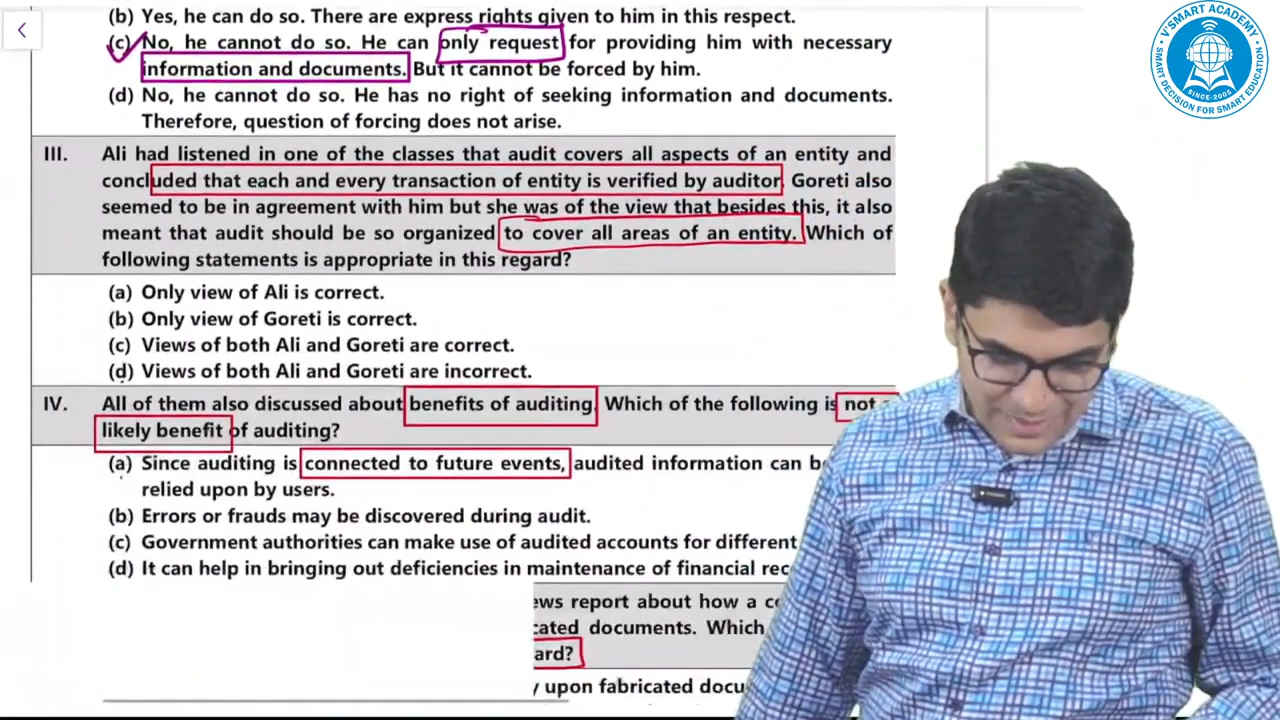 (b) Yes, he can do so. There are express rights given to him in this respect.
(c) No, he cannot do so. He can only request for providing him with necessary
information and documents. But it cannot be forced by him.
(d) No, he cannot do so. He has no right of seeking information and documents.
Therefore, question of forcing does not arise.
III. Ali had listened in one of the classes that audit covers all aspects of an entity and
concluded that each and every transaction of entity is verified by auditor. Goreti also
seemed to be in agreement with him but she was of the view that besides this, it also
meant that audit should be so organized to cover all areas of an entity. Which of
following statements is appropriate in this regard?
(a) Only view of Ali is correct.
(b) Only view of Goreti is correct.
(c) Views of both Ali and Goreti are correct.
(d) Views of both Ali and Goreti are incorrect.
IV. All of them also discussed about benefits of auditing. Which of the following is not
likely benefit of auditing?
(a) Since auditing is connected to future events, audited information can
relied upon by users.
(b) Errors or frauds may be discovered during audit.
(c) Government authorities can make use of audited accounts for different
(d) It can help in bringing out deficiencies in maintenance of financial
report about how a
documents. Which
upon fabricated
V'SMART ACADEMY
SINCE-2005
SMART DECISION FOR SMART EDUCATION